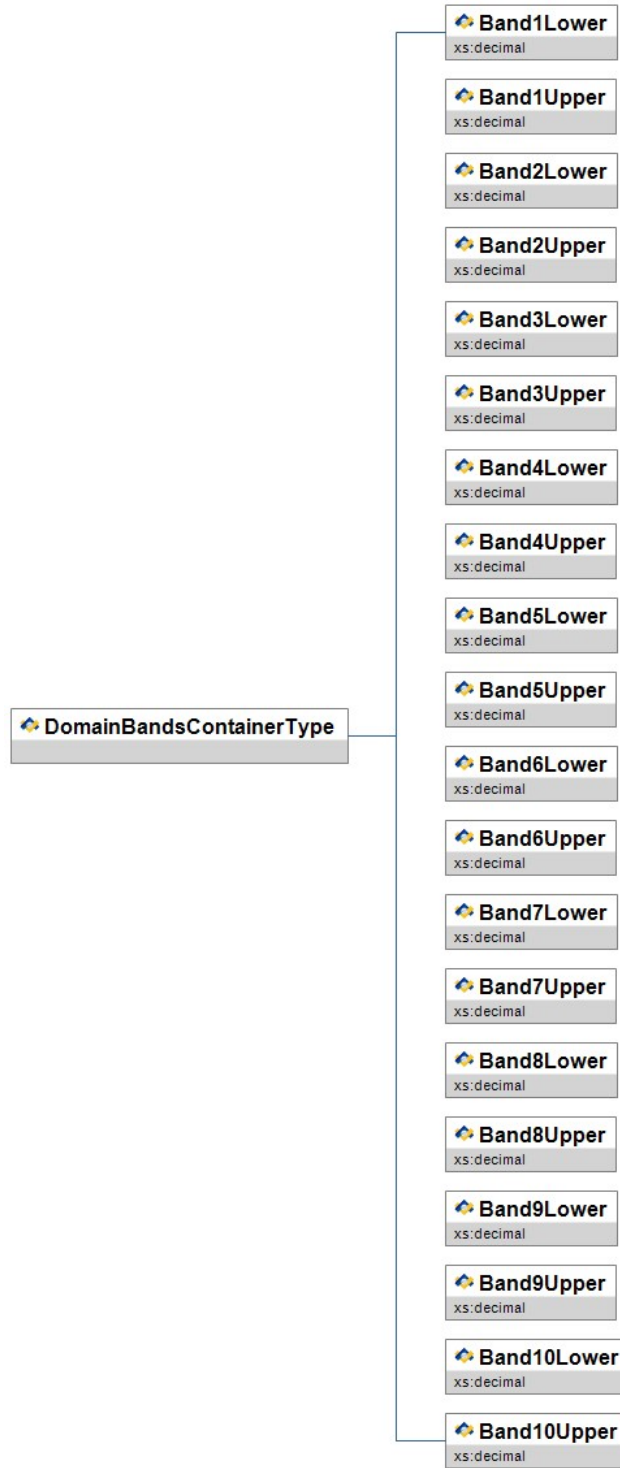 Band1Lower
xs:decimal
Band1Upper
xs:decimal
Band2Lower
xs:decimal
Band2Upper
xs:decimal
Band3Lower
xs:decimal
Band3Upper
xs:decimal
Band4Lower
xs:decimal
Band4Upper
xs:decimal
Band5Lower
xs:decimal
Band5Upper
xs:decimal
DomainBandsContainerType
Band6Lower
xs:decimal
Band6Upper
xs:decimal
Band7Lower
xs:decimal
Band7Upper
xs:decimal
Band8Lower
xs:decimal
Band8Upper
xs:decimal
Band9Lower
xs:decimal
Band9Upper
xs:decimal
Band10Lower
xs:decimal
Band10Upper
xs:decimal